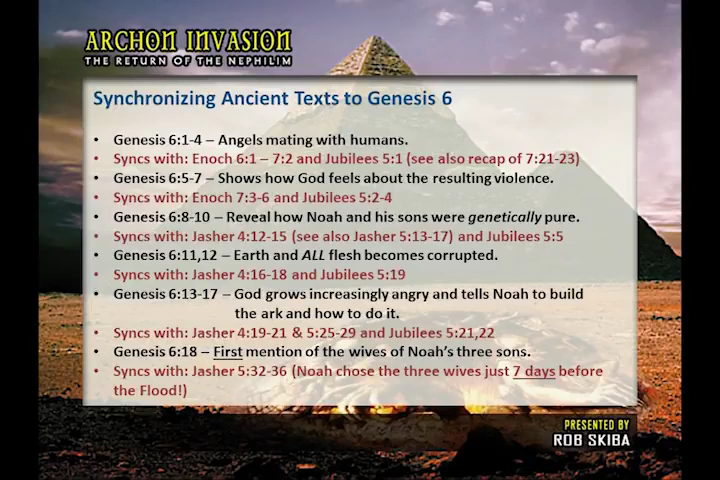 ARCHON INVASION
THE RETURN OF THE NEPHILIM
Synchronizing Ancient Texts to Genesis 6
• Genesis 6:1-4 – Angels mating with humans.
• Syncs with: Enoch 6:1 – 7:2 and Jubilees 5:1 (see also recap of 7:21-23)
• Genesis 6:5-7 – Shows how God feels about the resulting violence.
• Syncs with: Enoch 7:3-6 and Jubilees 5:2-4
• Genesis 6:8-10 – Reveal how Noah and his sons were genetically pure.
• Syncs with: Jasher 4:12-15 (see also Jasher 5:13-17) and Jubilees 5:5
• Genesis 6:11,12 – Earth and ALL flesh becomes corrupted.
• Syncs with: Jasher 4:16-18 and Jubilees 5:19
• Genesis 6:13-17 – God grows increasingly angry and tells Noah to build
the ark and how to do it.
• Syncs with: Jasher 4:19-21 & 5:25-29 and Jubilees 5:21,22
• Genesis 6:18 – First mention of the wives of Noah's three sons.
• Syncs with: Jasher 5:32-36 (Noah chose the three wives just 7 days before
the Flood!)
PRESENTED BY
ROB SKIBA